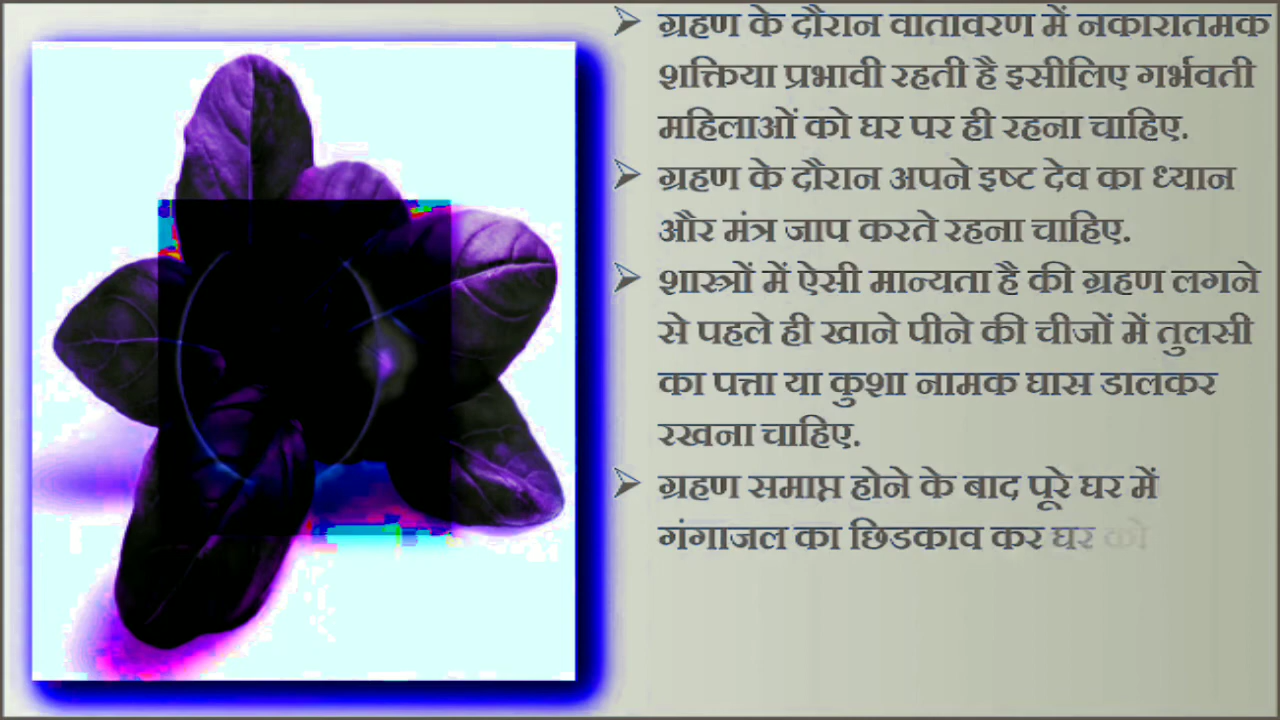 ➢ ग्रहण के दौरान वातावरण में नकारातमक
शक्तिया प्रभावी रहती है इसीलिए गर्भवती
महिलाओं को घर पर ही रहना चाहिए.
➢ ग्रहण के दौरान अपने इष्ट देव का ध्यान
और मंत्र जाप करते रहना चाहिए.
➢ शास्त्रों में ऐसी मान्यता है की ग्रहण लगने
से पहले ही खाने पीने की चीजों में तुलसी
का पत्ता या कुशा नामक घास डालकर
रखना चाहिए.
➢ ग्रहण समाप्त होने के बाद पूरे घर में
गंगाजल का छिडकाव कर घर को